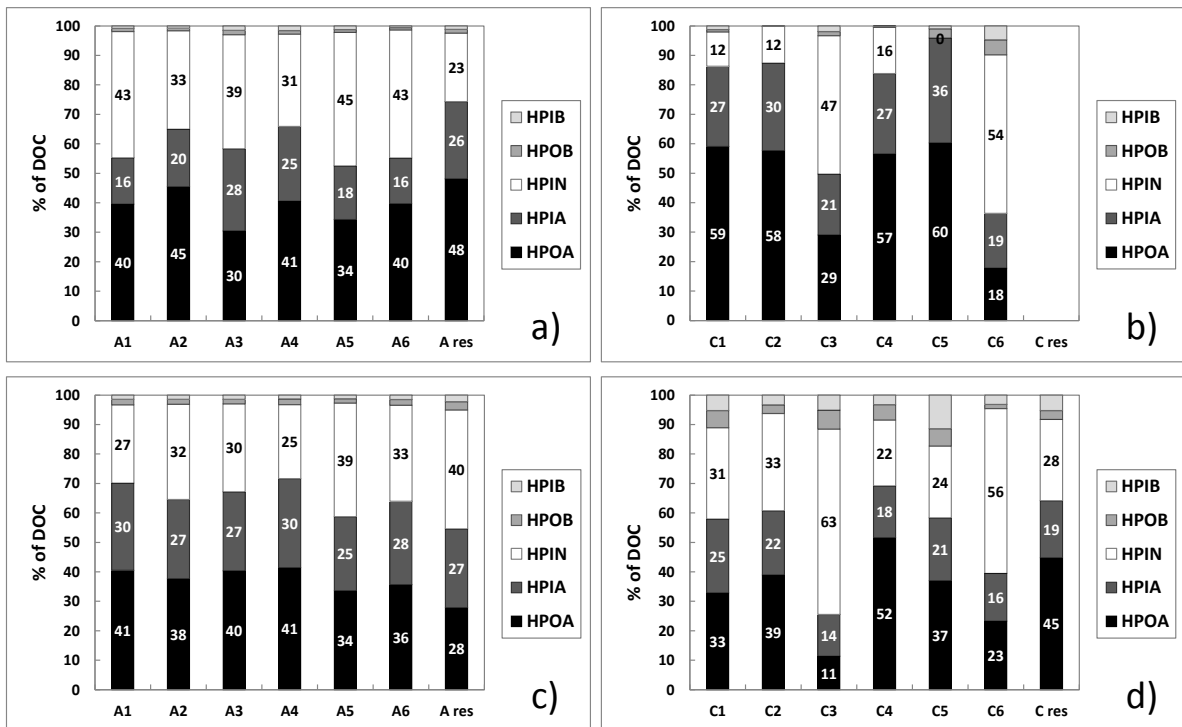 100
90
80
70
60
50
40
30
20
10
0
% of DOC
43 33 39 31 45 43 23
16 20 28 25 18 16 26
40 45 30 41 34 40 48
A1 A2 A3 A4 A5 A6 A res
HPIB
HPOB
HPIN
HPIA
HPOA
a)
100
90
80
70
60
50
40
30
20
10
0
% of DOC
12 12 47 16 0 54
27 30 21 27 36 19
59 58 29 57 60 18
C1 C2 C3 C4 C5 C6 C res
HPIB
HPOB
HPIN
HPIA
HPOA
b)
100
90
80
70
60
50
40
30
20
10
0
% of DOC
27 32 30 25 39 33 40
30 27 27 30 25 28 27
41 38 40 41 34 36 28
A1 A2 A3 A4 A5 A6 A res
HPIB
HPOB
HPIN
HPIA
HPOA
c)
100
90
80
70
60
50
40
30
20
10
0
% of DOC
31 33 63 22 24 56 28
25 22 14 18 21 16 19
33 39 11 52 37 23 45
C1 C2 C3 C4 C5 C6 C res
HPIB
HPOB
HPIN
HPIA
HPOA
d)